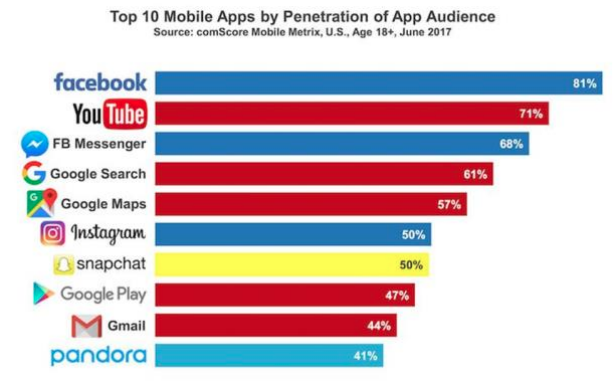 Top 10 Mobile Apps by Penetration of App Audience
Source: comScore Mobile Metrix, U.S., Age 18+, June 2017
facebook 81%
YouTube 71%
FB Messenger 68%
G Google Search 61%
G Google Maps 57%
Instagram 50%
snapchat 50%
Google Play 47%
M Gmail 44%
pandora 41%